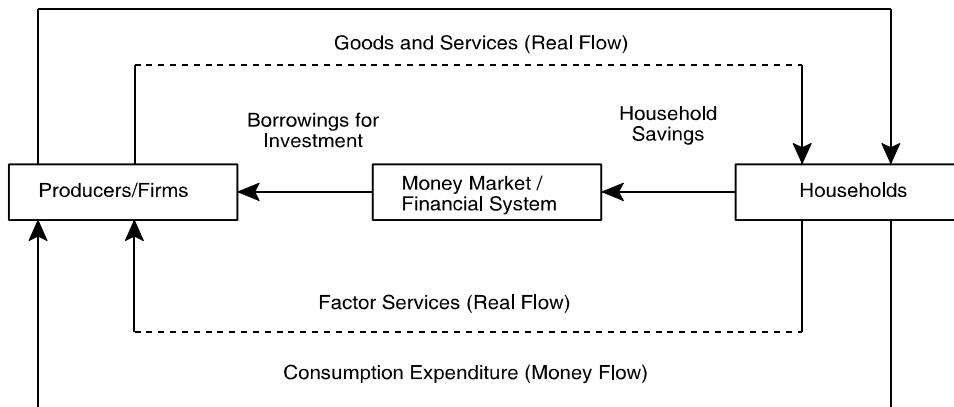 Goods and Services (Real Flow)
Borrowings for
Investment
Household
Savings
Producers/Firms
Money Market /
Financial System
Households
Factor Services (Real Flow)
Consumption Expenditure (Money Flow)